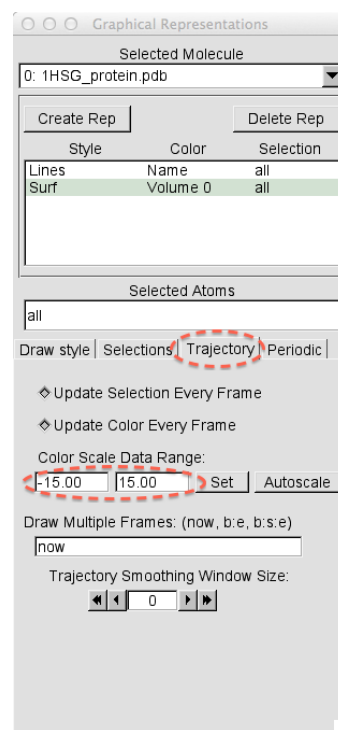 Graphical Representations
Selected Molecule
0: 1HSG_protein.pdb
Create Rep Delete Rep
Style Color Selection
Lines Name all
Surf Volume 0 all
Selected Atoms
all
Draw style Selections Trajectory Periodic
Update Selection Every Frame
Update Color Every Frame
Color Scale Data Range:
-15.00 15.00 Set Autoscale
Draw Multiple Frames: (now, b:e, b:s:e)
now
Trajectory Smoothing Window Size:
0